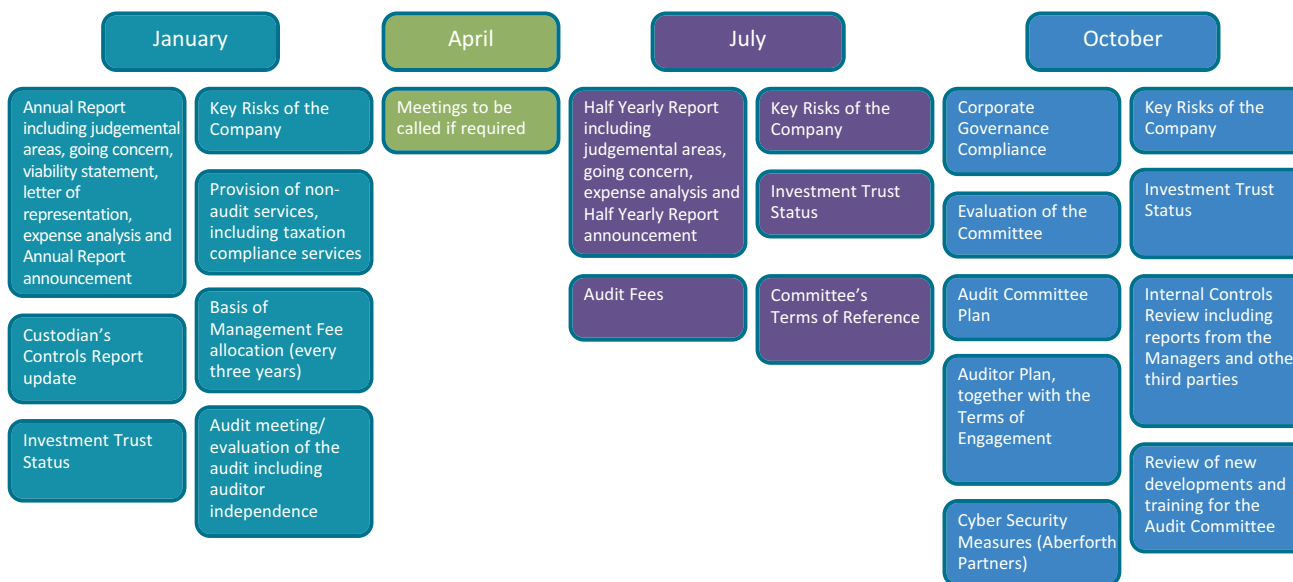 January
Annual Report
including judgemental
areas, going concern,
viability statement,
letter of
representation,
expense analysis and
Annual Report
announcement
Custodian's
Controls Report
update
Investment Trust
Status
Key Risks of the
Company
Provision of non-
audit services,
including taxation
compliance services
Basis of
Management Fee
allocation (every
three years)
Audit meeting/
evaluation of the
audit including
auditor
independence
April
Meetings to be
called if required
July
Half Yearly Report
including
judgemental areas,
going concern,
expense analysis and
Half Yearly Report
announcement
Audit Fees
Key Risks of the
Company
Investment Trust
Status
Committee's
Terms of Reference
October
Corporate
Governance
Compliance
Evaluation of the
Committee
Audit Committee
Plan
Auditor Plan,
together with the
Terms of
Engagement
Cyber Security
Measures (Aberforth
Partners)
Key Risks of the
Company
Investment Trust
Status
Internal Controls
Review including
reports from the
Managers and other
third parties
Review of new
developments and
training for the
Audit Committee